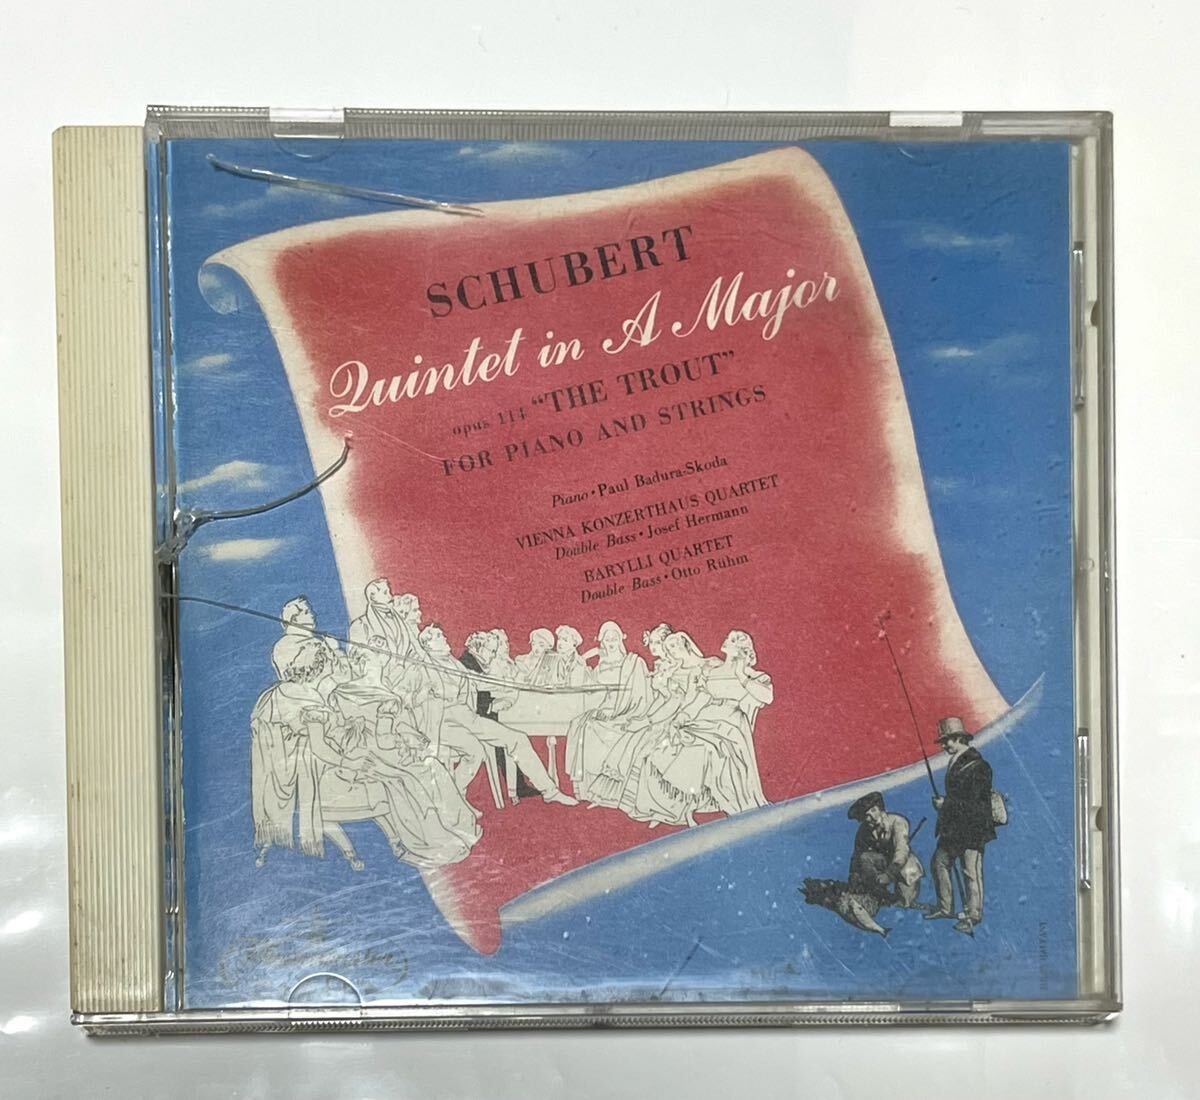 SCHUBERT
Quintet in A Major
opus 114 “THE TROUT”
FOR PIANO AND STRINGS
Piano • Paul Badura-Skoda
VIENNA KONZERTHAUS QUARTET
Double Bass • Josef Hermann
BARYLLI QUARTET
Double Bass • Otto Rühm
Westminster